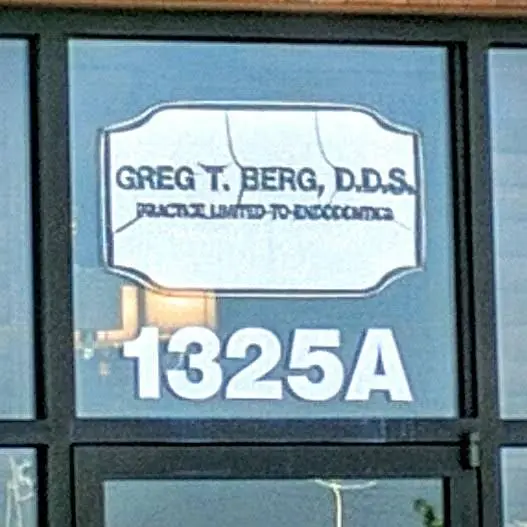 GREG T. BERG, D.D.S.
PRACTICE LIMITED TO ENDODONTICS
1325A